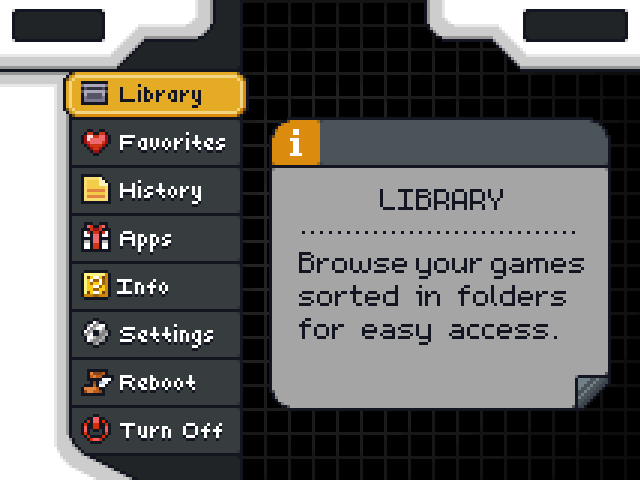 Library
Favorites
History
Apps
Info
Settings
Reboot
Turn Off
i
LIBRARY
Browse your games
sorted in folders
for easy access.